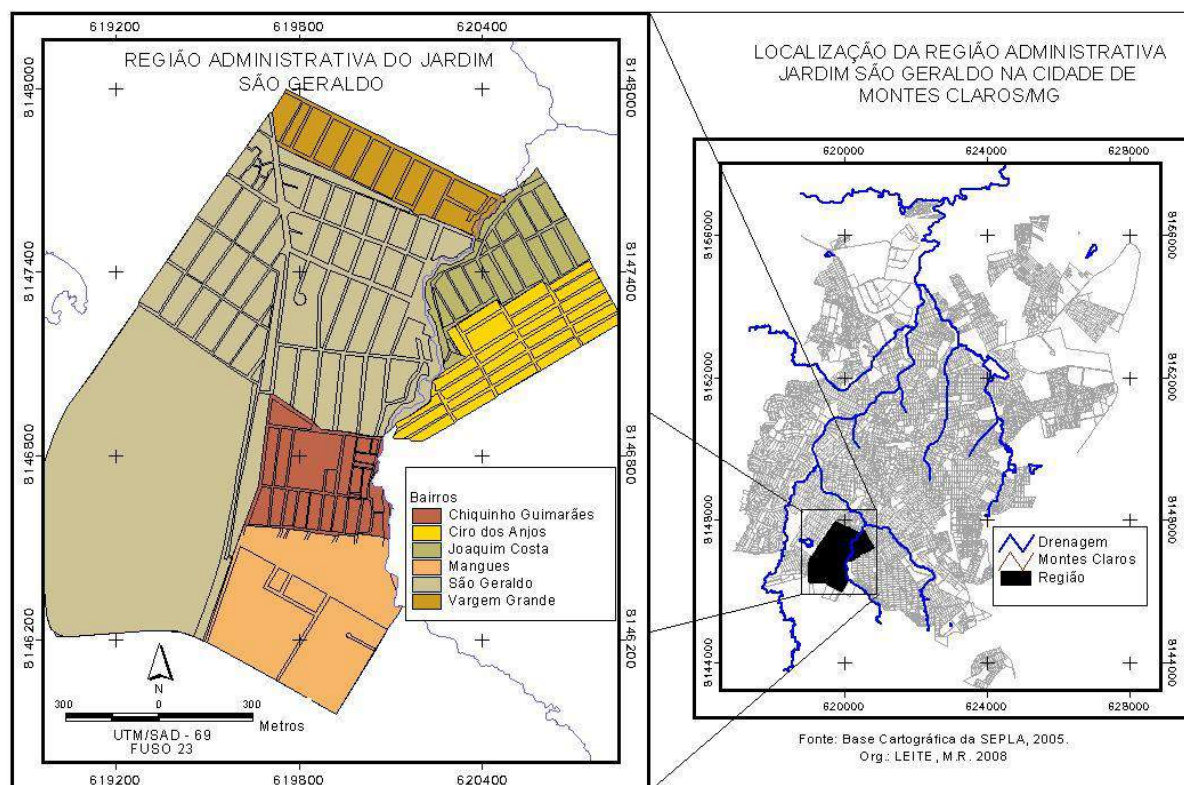 619200 619800 620400
REGIÃO ADMINISTRATIVA DO JARDIM
SÃO GERALDO
8148000
8147400
8146800
8146200
8148000
8147400
8146800
8146200
Bairros
Chiquinho Guimarães
Ciro dos Anjos
Joaquim Costa
Mangues
São Geraldo
Vargem Grande
N
300 0 300
Metros
UTM/SAD - 69
FUSO 23
619200 619800 620400
LOCALIZAÇÃO DA REGIÃO ADMINISTRATIVA
JARDIM SÃO GERALDO NA CIDADE DE
MONTES CLAROS/MG
620000 624000 628000
8156000
8152000
8148000
8144000
8156000
8152000
8148000
8144000
Drenagem
Montes Claros
Região
620000 624000 628000
Fonte: Base Cartográfica da SEPLA, 2005.
Org.: LEITE, M.R. 2008